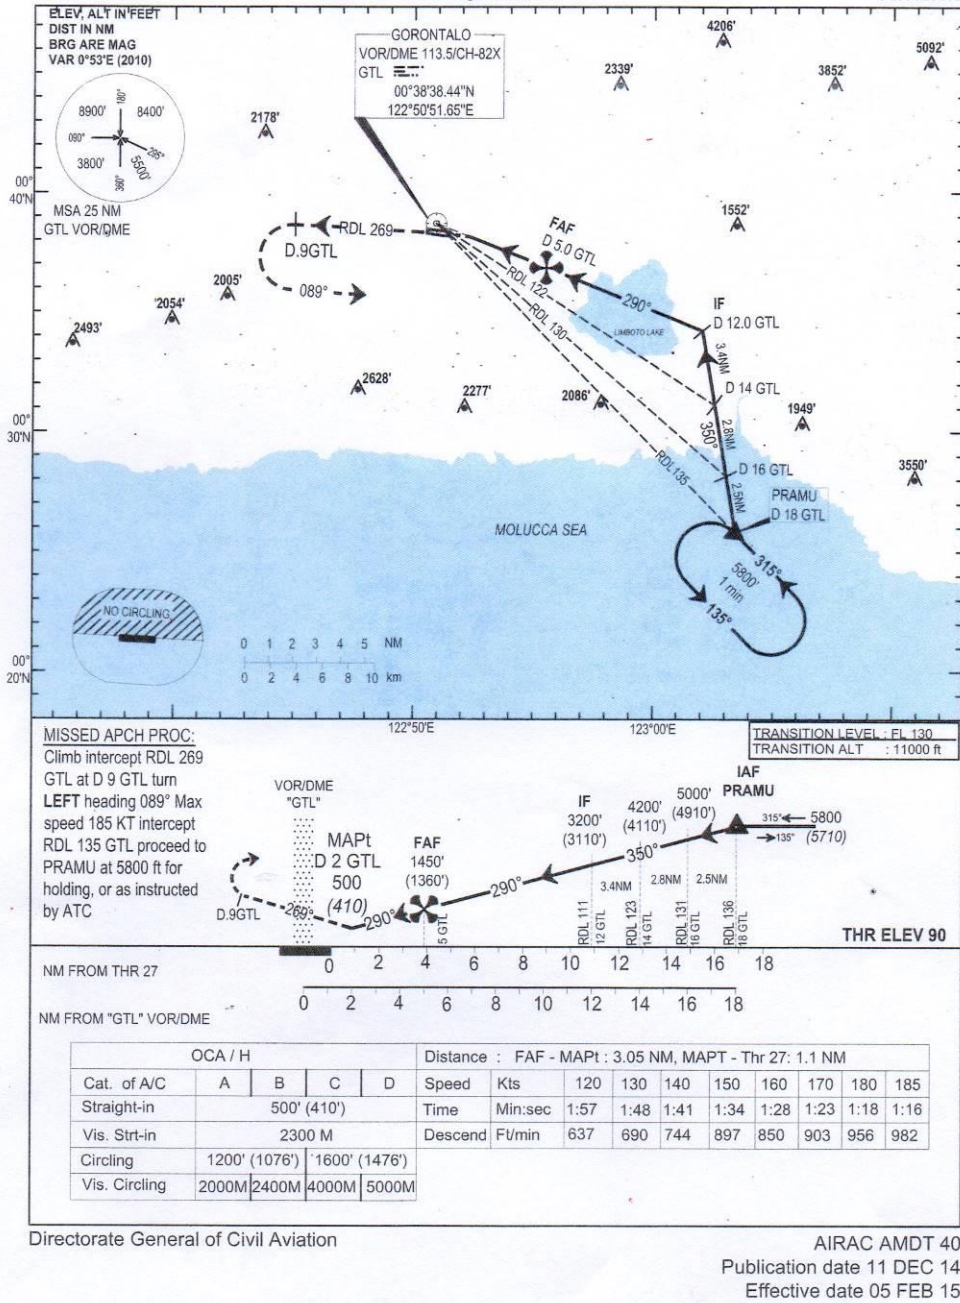 ELEV, ALT IN FEET
DIST IN NM
BRG ARE MAG
VAR 0°53'E (2010)
180°
8900'
8400'
090°
295°
3800'
5500'
360°
MSA 25 NM
GTL VOR/DME
GORONTALO
VOR/DME 113.5/CH-82X
GTL
00°38'38.44"N
122°50'51.65"E
4206'
5092'
2339'
3852'
2178'
00°
40'N
RDL 269
D.9GTL
089°
FAF
D 5.0 GTL
1552'
RDL 122
290°
LIMBOTO LAKE
IF
D 12.0 GTL
2005'
'2054'
2493'
RDL 130
3.4NM
2628'
2277'
2086'
D 14 GTL
1949'
00°
30'N
350°
2.8NM
RDL135
D 16 GTL
3550'
2.5NM
PRAMU
D 18 GTL
MOLUCCA SEA
315°
5800'
1 min
135°
NO CIRCLING
0 1 2 3 4 5 NM
0 2 4 6 8 10 km
00°
20'N
122°50'E
123°00'E
TRANSITION LEVEL : FL 130
TRANSITION ALT : 11000 ft
MISSED APCH PROC:
Climb intercept RDL 269
GTL at D 9 GTL turn
LEFT heading 089° Max
speed 185 KT intercept
RDL 135 GTL proceed to
PRAMU at 5800 ft for
holding, or as instructed
by ATC
VOR/DME
"GTL"
MAPt
D 2 GTL
500
(410)
FAF
1450'
(1360')
IF
3200'
(3110')
4200'
(4110')
5000'
(4910')
IAF
PRAMU
315°
5800
135°
(5710)
350°
290°
3.4NM
2.8NM
2.5NM
D.9GTL
269°
290°
5 GTL
RDL 111
12 GTL
RDL 123
14 GTL
RDL 131
16 GTL
RDL 136
18 GTL
THR ELEV 90
NM FROM THR 27
0 2 4 6 8 10 12 14 16 18
NM FROM "GTL" VOR/DME
0 2 4 6 8 10 12 14 16 18
OCA / H
Distance : FAF - MAPt : 3.05 NM, MAPT - Thr 27: 1.1 NM
Cat. of A/C A B C D Speed Kts 120 130 140 150 160 170 180 185
Straight-in 500' (410') Time Min:sec 1:57 1:48 1:41 1:34 1:28 1:23 1:18 1:16
Vis. Strt-in 2300 M Descend Ft/min 637 690 744 897 850 903 956 982
Circling 1200' (1076') 1600' (1476')
Vis. Circling 2000M 2400M 4000M 5000M
Directorate General of Civil Aviation
AIRAC AMDT 40
Publication date 11 DEC 14
Effective date 05 FEB 15